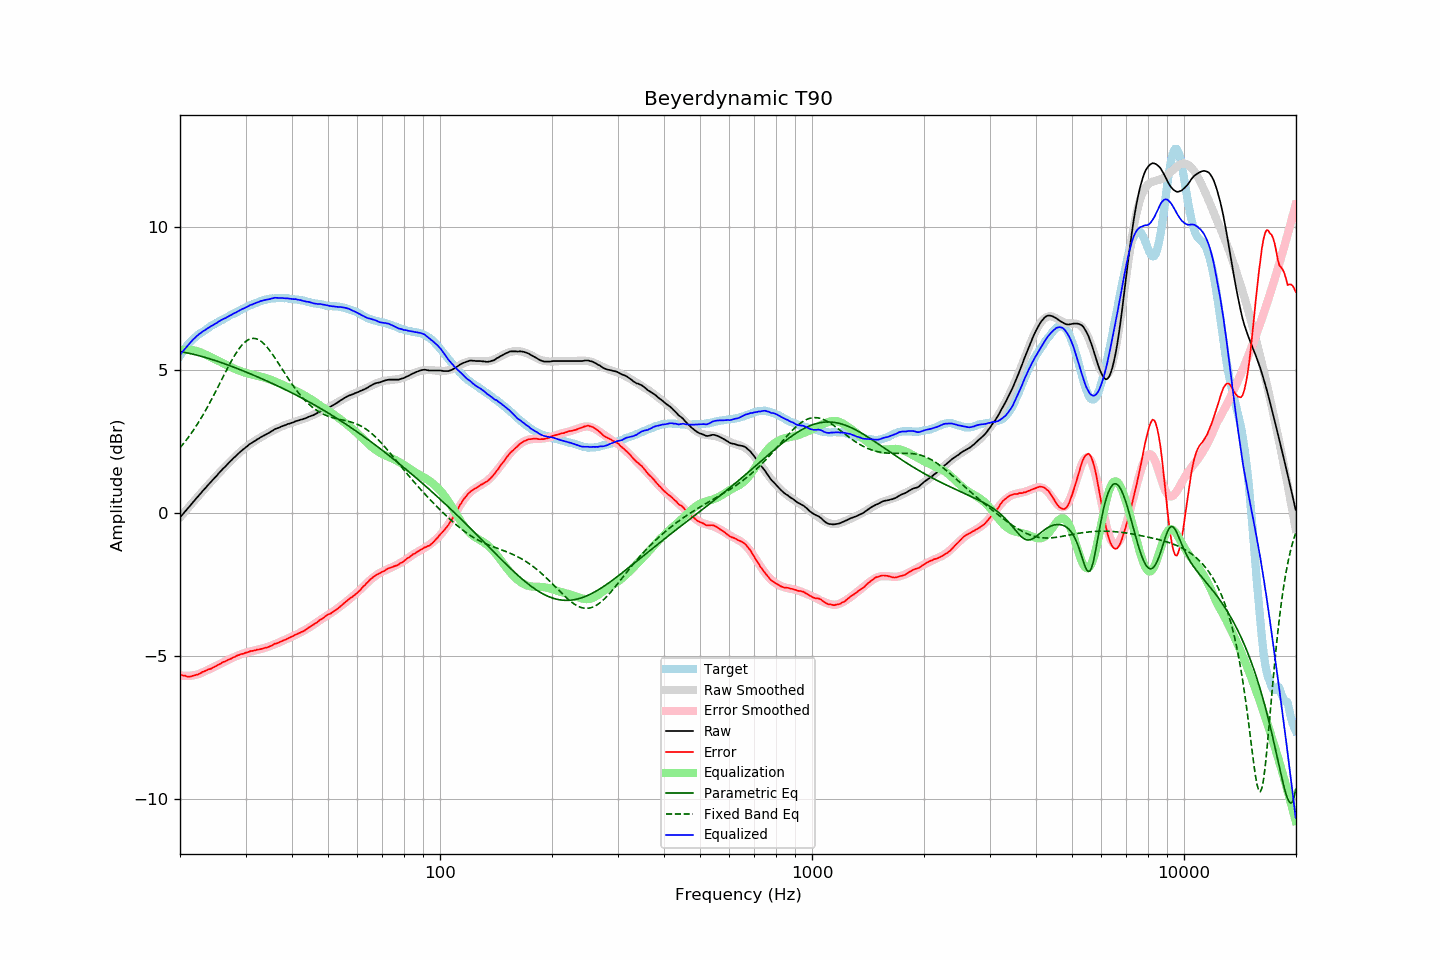 Beyerdynamic T90
Amplitude (dBr)
10
5
0
−5
−10
Target
Raw Smoothed
Error Smoothed
Raw
Error
Equalization
Parametric Eq
Fixed Band Eq
Equalized
100
1000
10000
Frequency (Hz)